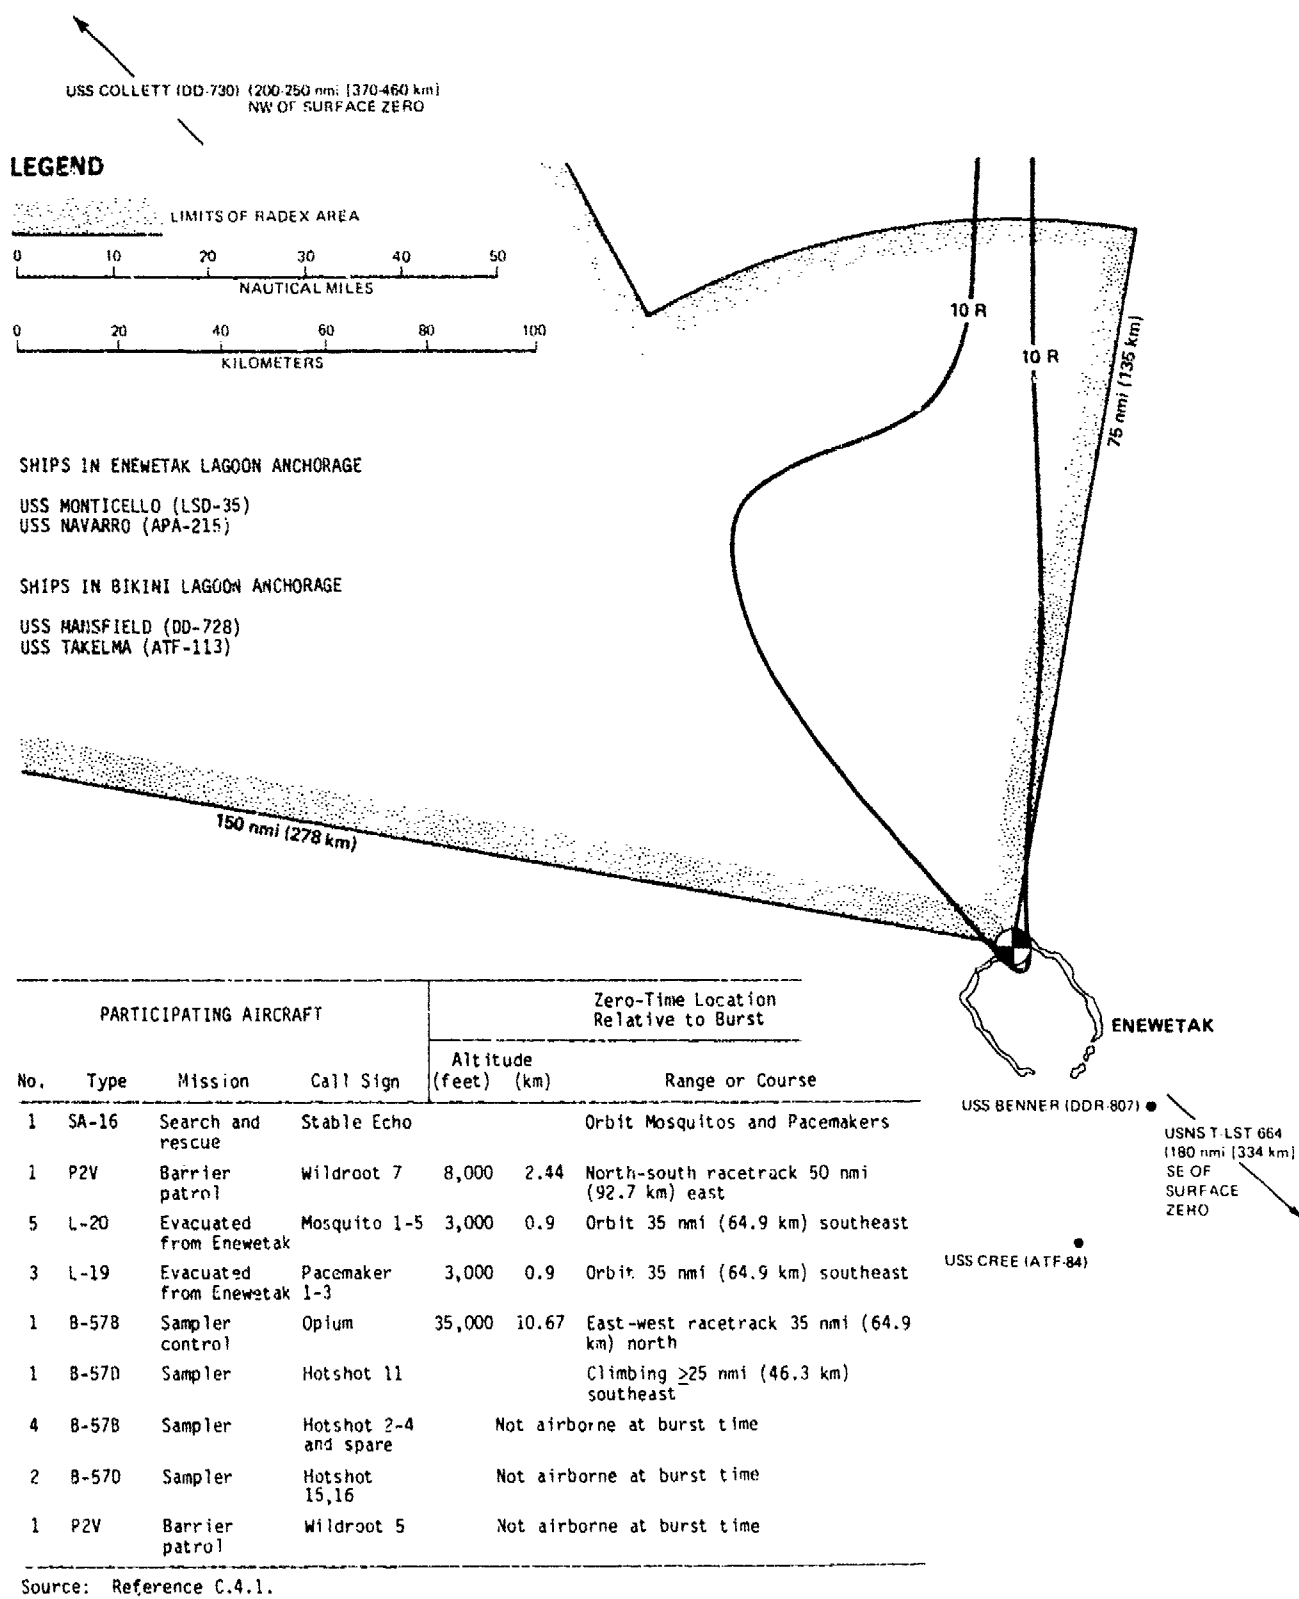 USS COLLETT (DD-730) (200-250 nmi [370-460 km]
NW OF SURFACE ZERO
LEGEND
LIMITS OF RADEX AREA
0 10 20 30 40 50
NAUTICAL MILES
0 20 40 60 80 100
KILOMETERS
10 R
10 R
75 nmi (135 km)
SHIPS IN ENEWETAK LAGOON ANCHORAGE
USS MONTICELLO (LSD-35)
USS NAVARRO (APA-215)
SHIPS IN BIKINI LAGOON ANCHORAGE
USS MANSFIELD (DD-728)
USS TAKELMA (ATF-113)
150 nmi (278 km)
ENEWETAK
USS BENNER (DDR-807)
USNS T-LST 664
(180 nmi [334 km]
SE OF
SURFACE
ZERO
USS CREE (ATF-84)
PARTICIPATING AIRCRAFT
Zero-Time Location
Relative to Burst
Altitude
No. Type Mission Call Sign (feet) (km) Range or Course
1 SA-16 Search and Stable Echo Orbit Mosquitos and Pacemakers
rescue
1 P2V Barrier Wildroot 7 8,000 2.44 North-south racetrack 50 nmi
patrol (92.7 km) east
5 L-20 Evacuated Mosquito 1-5 3,000 0.9 Orbit 35 nmi (64.9 km) southeast
from Enewetak
3 L-19 Evacuated Pacemaker 3,000 0.9 Orbit 35 nmi (64.9 km) southeast
from Enewetak 1-3
1 B-57B Sampler Opium 35,000 10.67 East-west racetrack 35 nmi (64.9
control km) north
1 B-57D Sampler Hotshot 11 Climbing ≥25 nmi (46.3 km)
southeast
4 B-57B Sampler Hotshot 2-4 Not airborne at burst time
and spare
2 B-57D Sampler Hotshot Not airborne at burst time
15,16
1 P2V Barrier Wildroot 5 Not airborne at burst time
patrol
Source: Reference C.4.1.